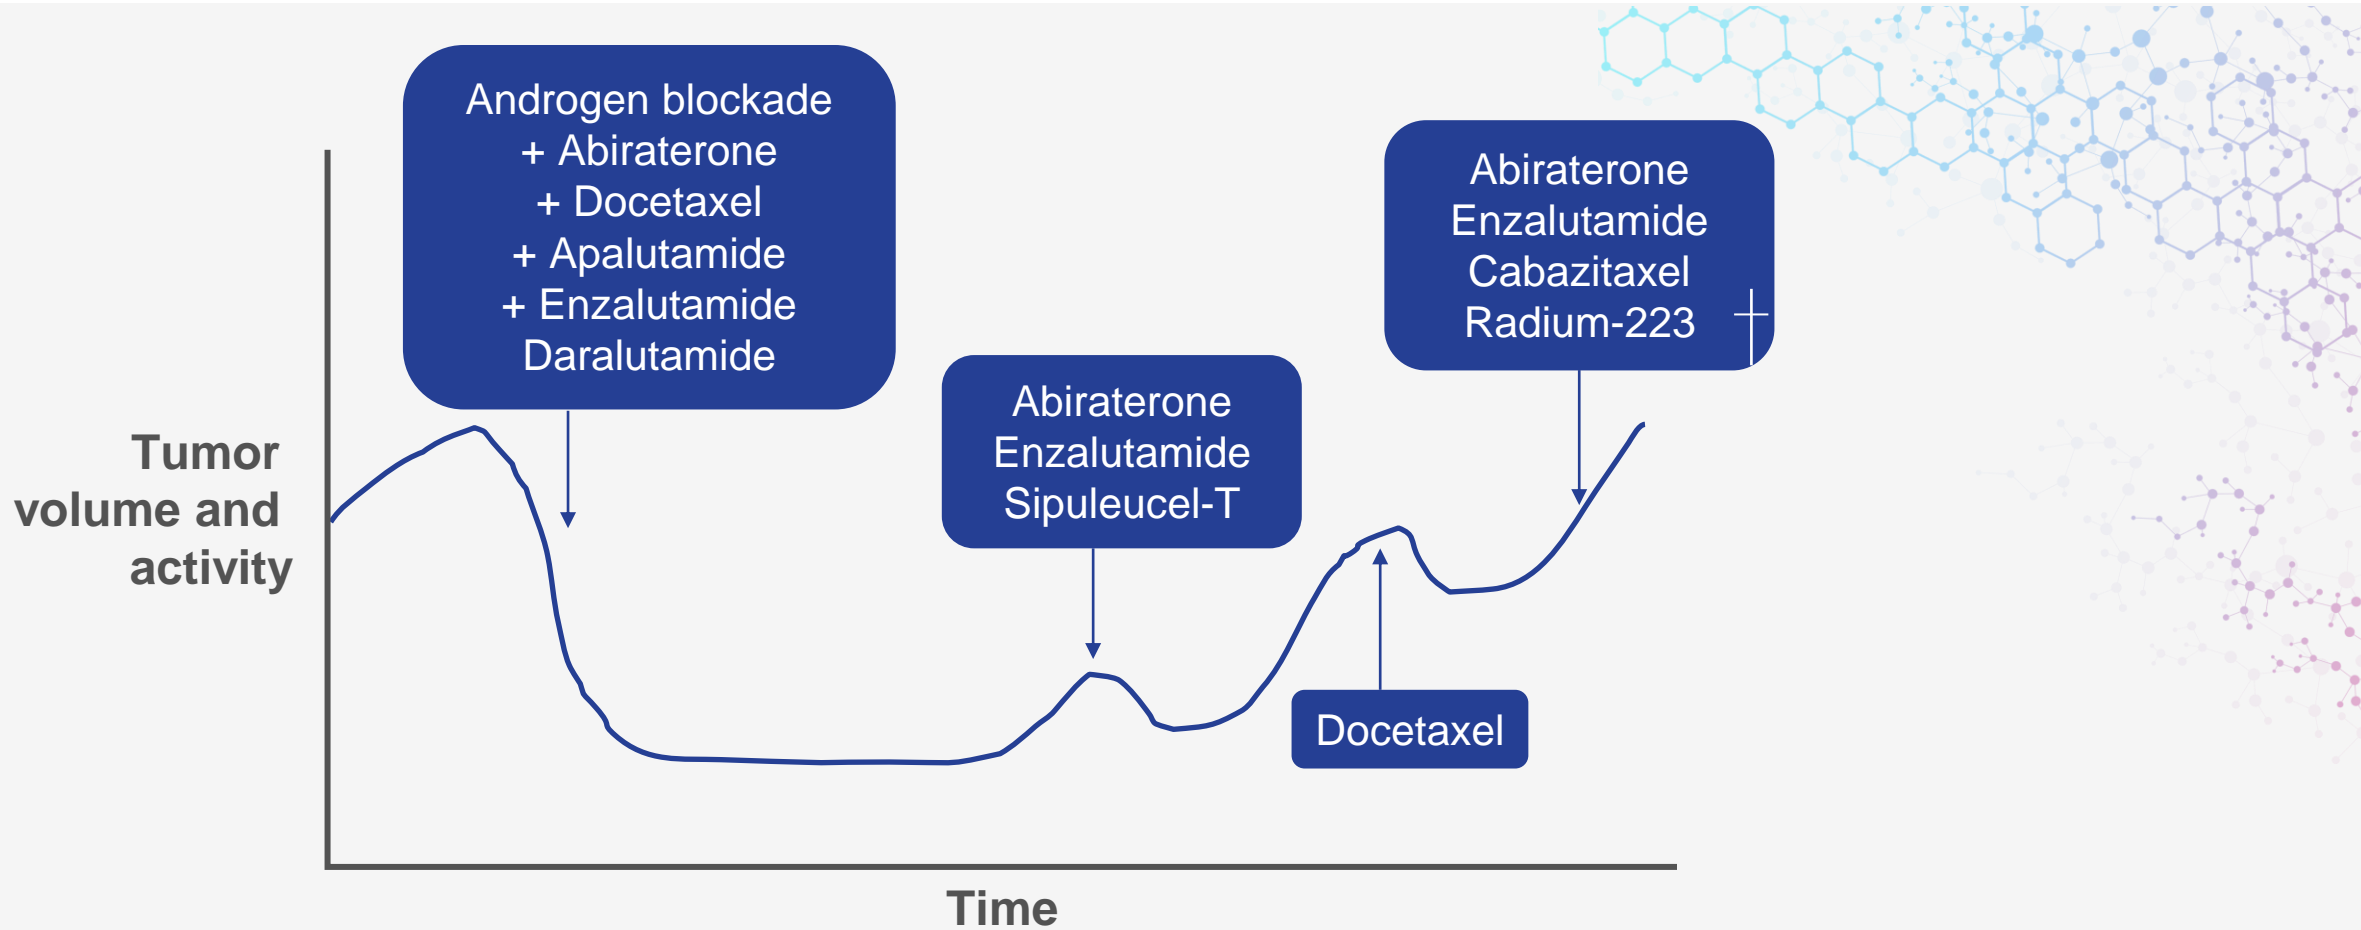 Androgen blockade
+ Abiraterone
+ Docetaxel
+ Apalutamide
+ Enzalutamide
Daralutamide
Abiraterone
Enzalutamide
Cabazitaxel
Radium-223
Abiraterone
Enzalutamide
Sipuleucel-T
Tumor
volume and
activity
Docetaxel
Time